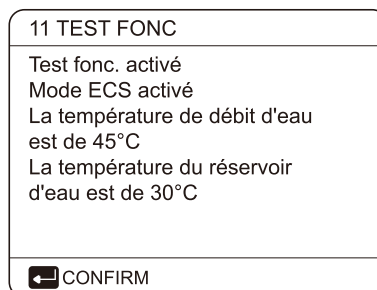 11 TEST FONC
Test fonc. activé
Mode ECS activé
La température de débit d'eau
est de 45°C
La température du réservoir
d'eau est de 30°C
CONFIRM